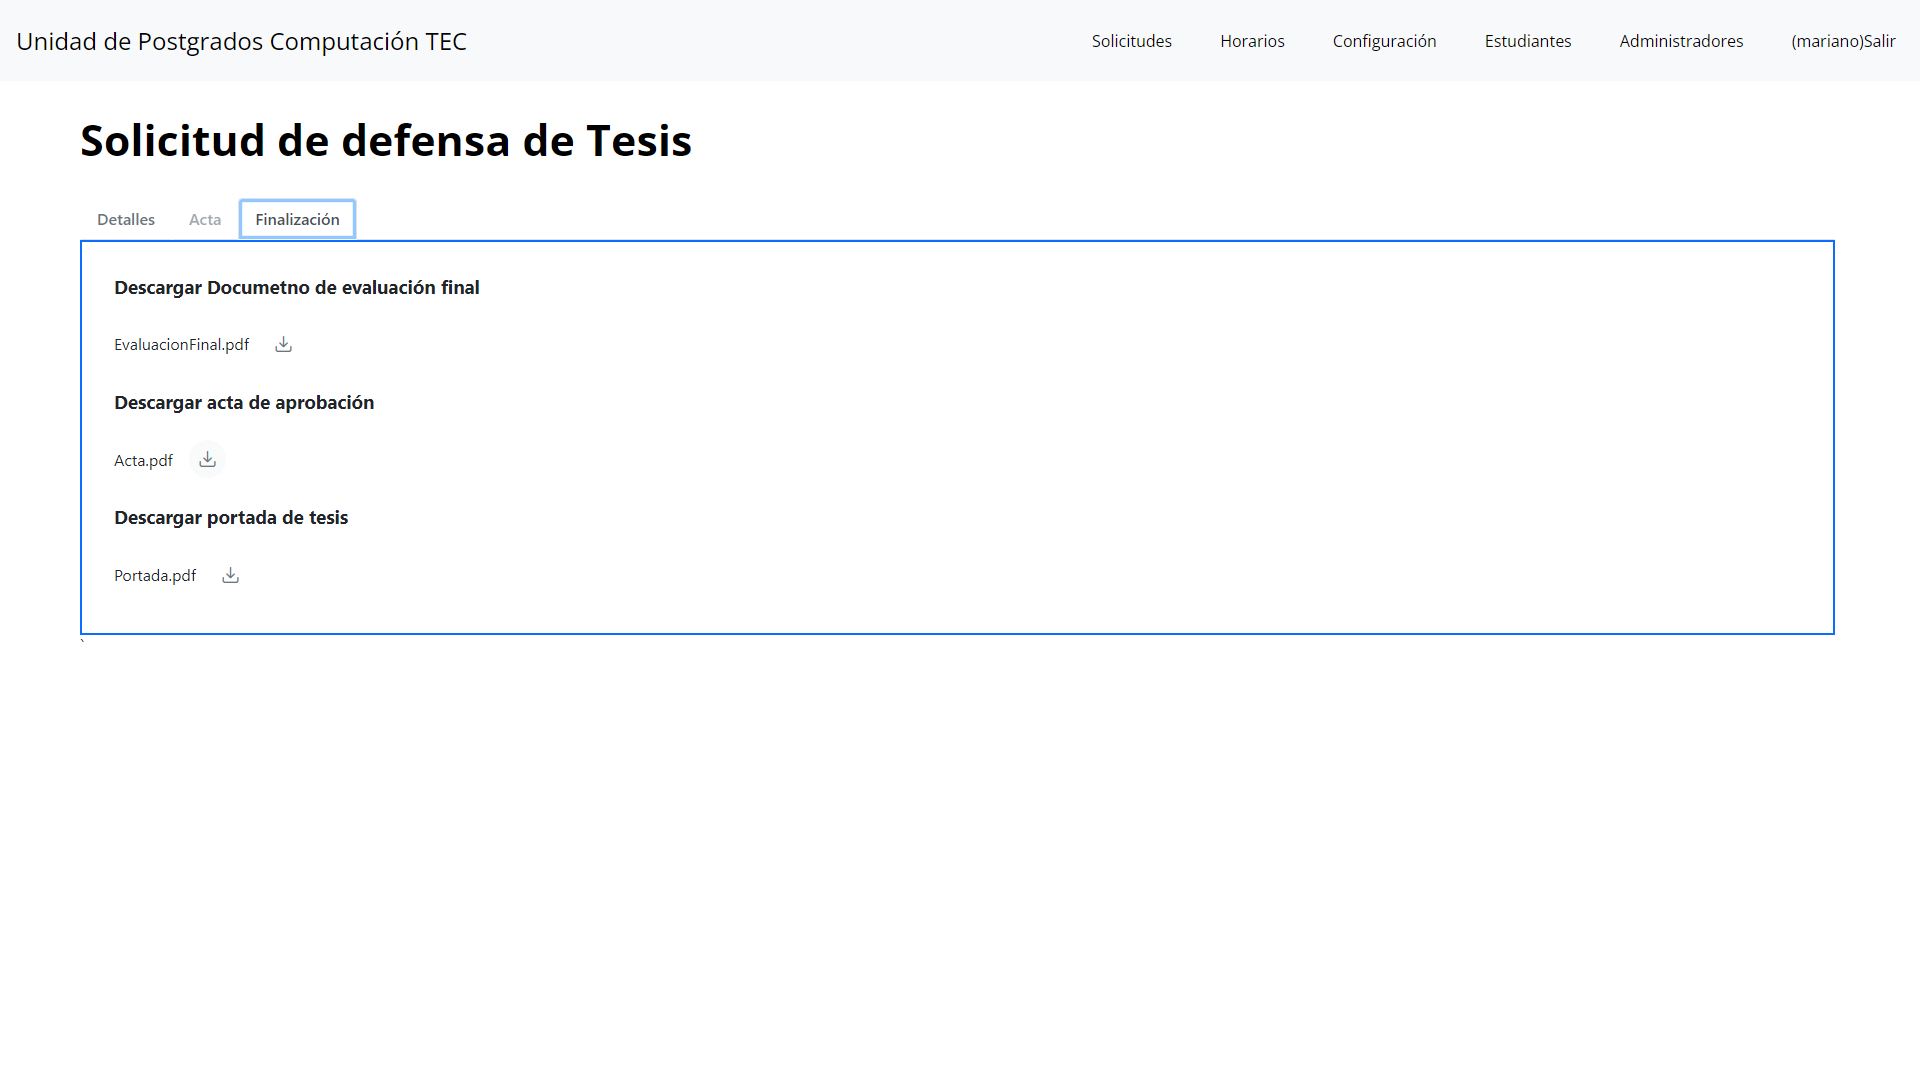 Unidad de Postgrados Computación TEC
Solicitudes Horarios Configuración Estudiantes Administradores (mariano)Salir
Solicitud de defensa de Tesis
Detalles Acta Finalización
Descargar Documetno de evaluación final
EvaluacionFinal.pdf
Descargar acta de aprobación
Acta.pdf
Descargar portada de tesis
Portada.pdf
`